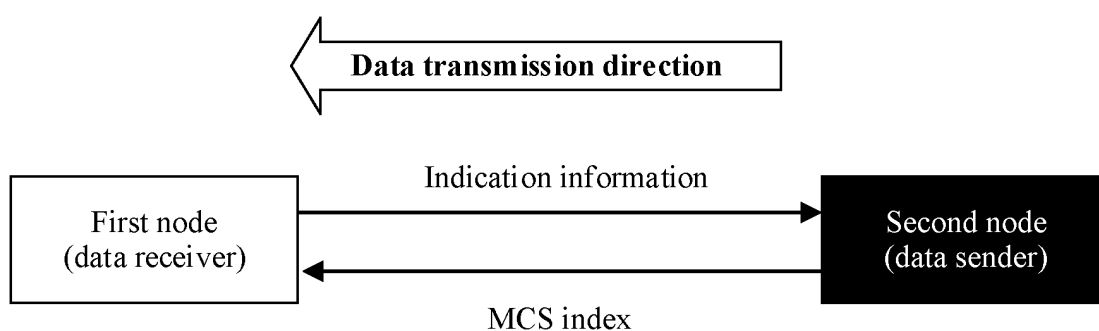 Data transmission direction
Indication information
First node
(data receiver)
Second node
(data sender)
MCS index